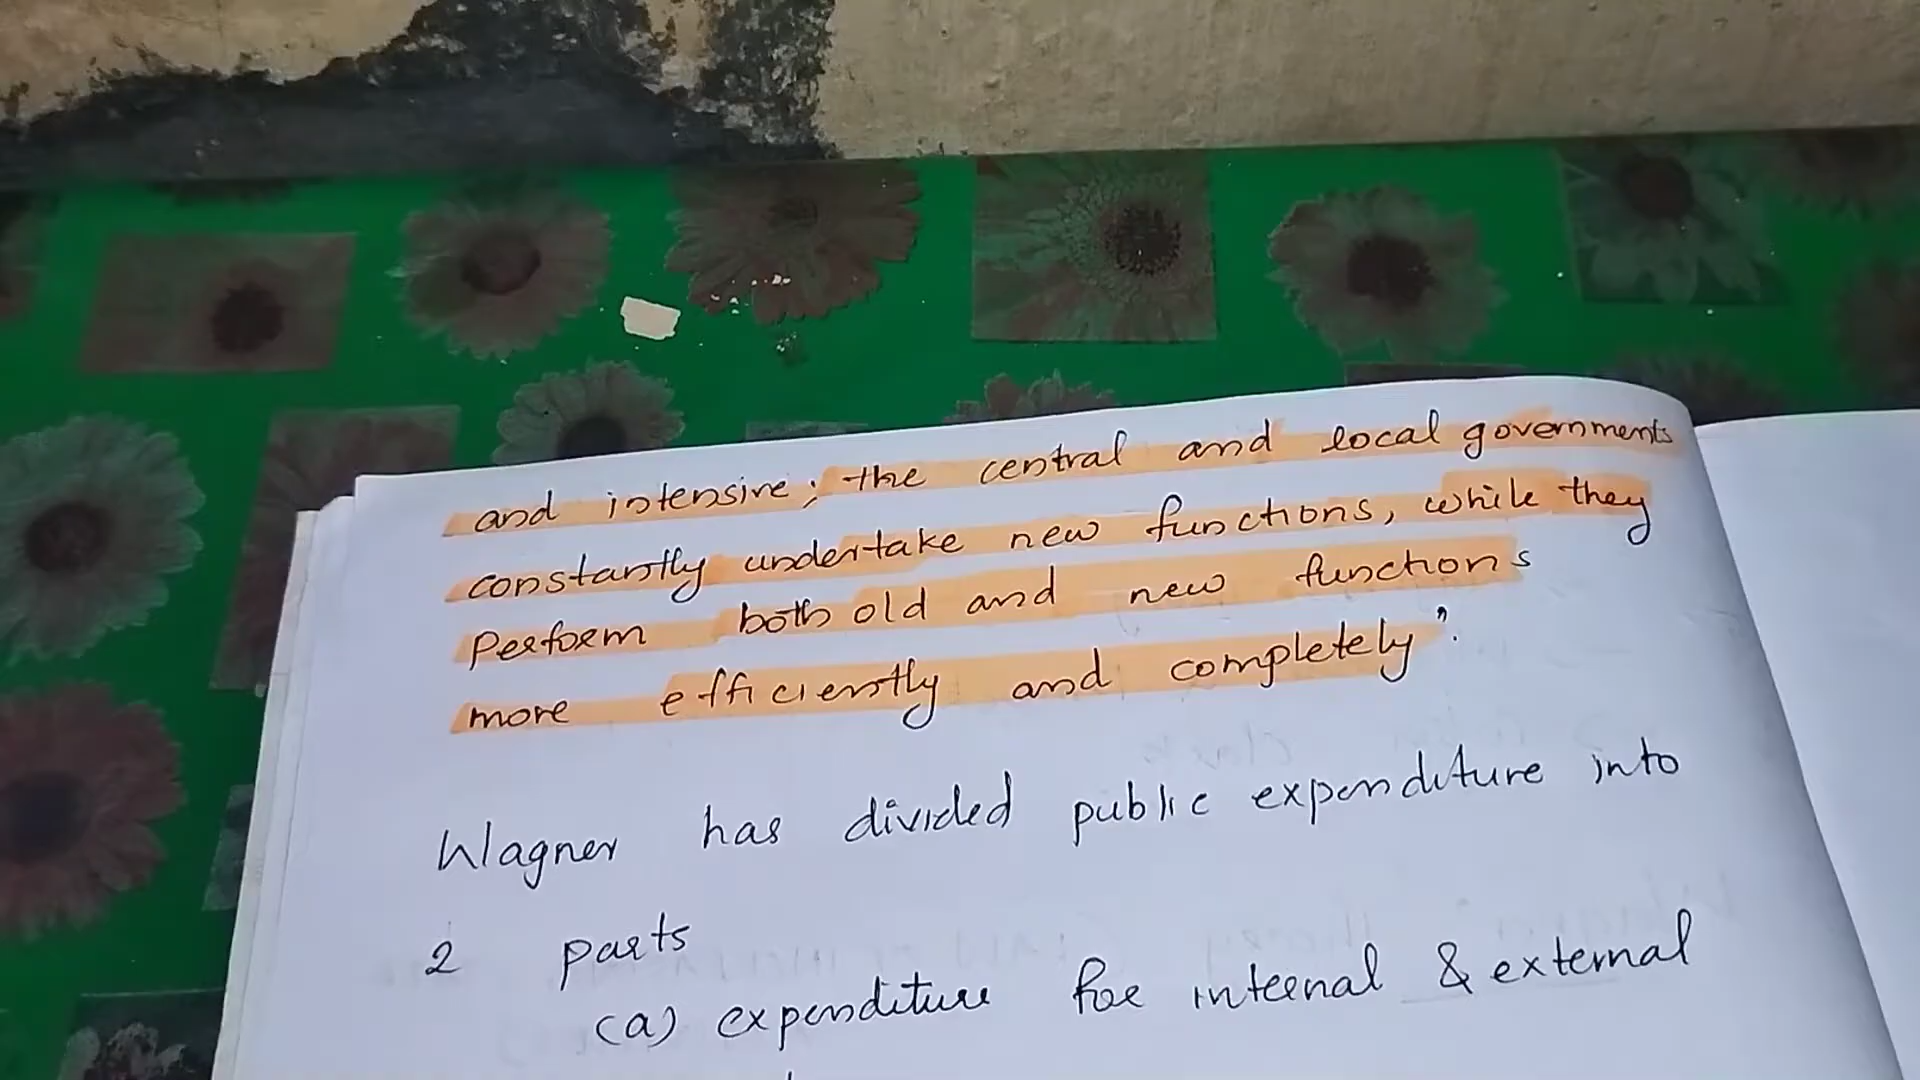 and intensive; the central and local governments
constantly undertake new functions, while they
perform both old and new functions
more efficiently and completely".
Wagner has divided public expenditure into
2 parts
(a) expenditure for internal & external